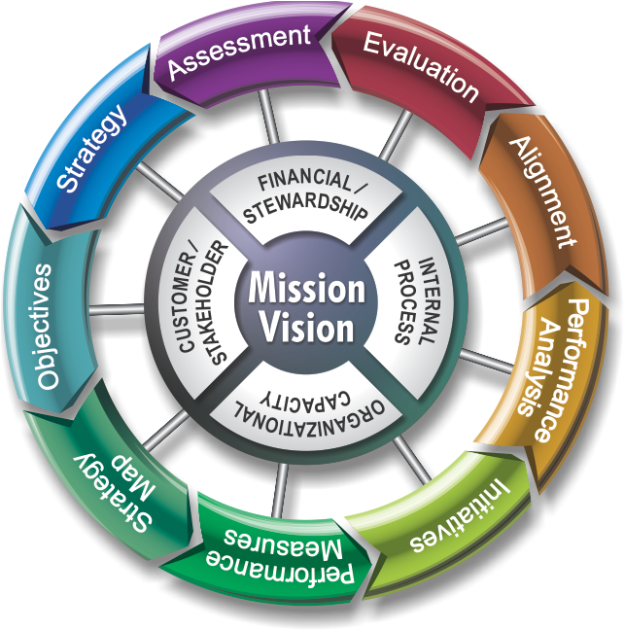 Assessment
Evaluation
Alignment
Performance
Analysis
Initiatives
Performance
Measures
Strategy
Map
Objectives
Strategy
FINANCIAL /
STEWARDSHIP
INTERNAL
PROCESS
ORGANIZATIONAL
CAPACITY
CUSTOMER /
STAKEHOLDER
Mission
Vision